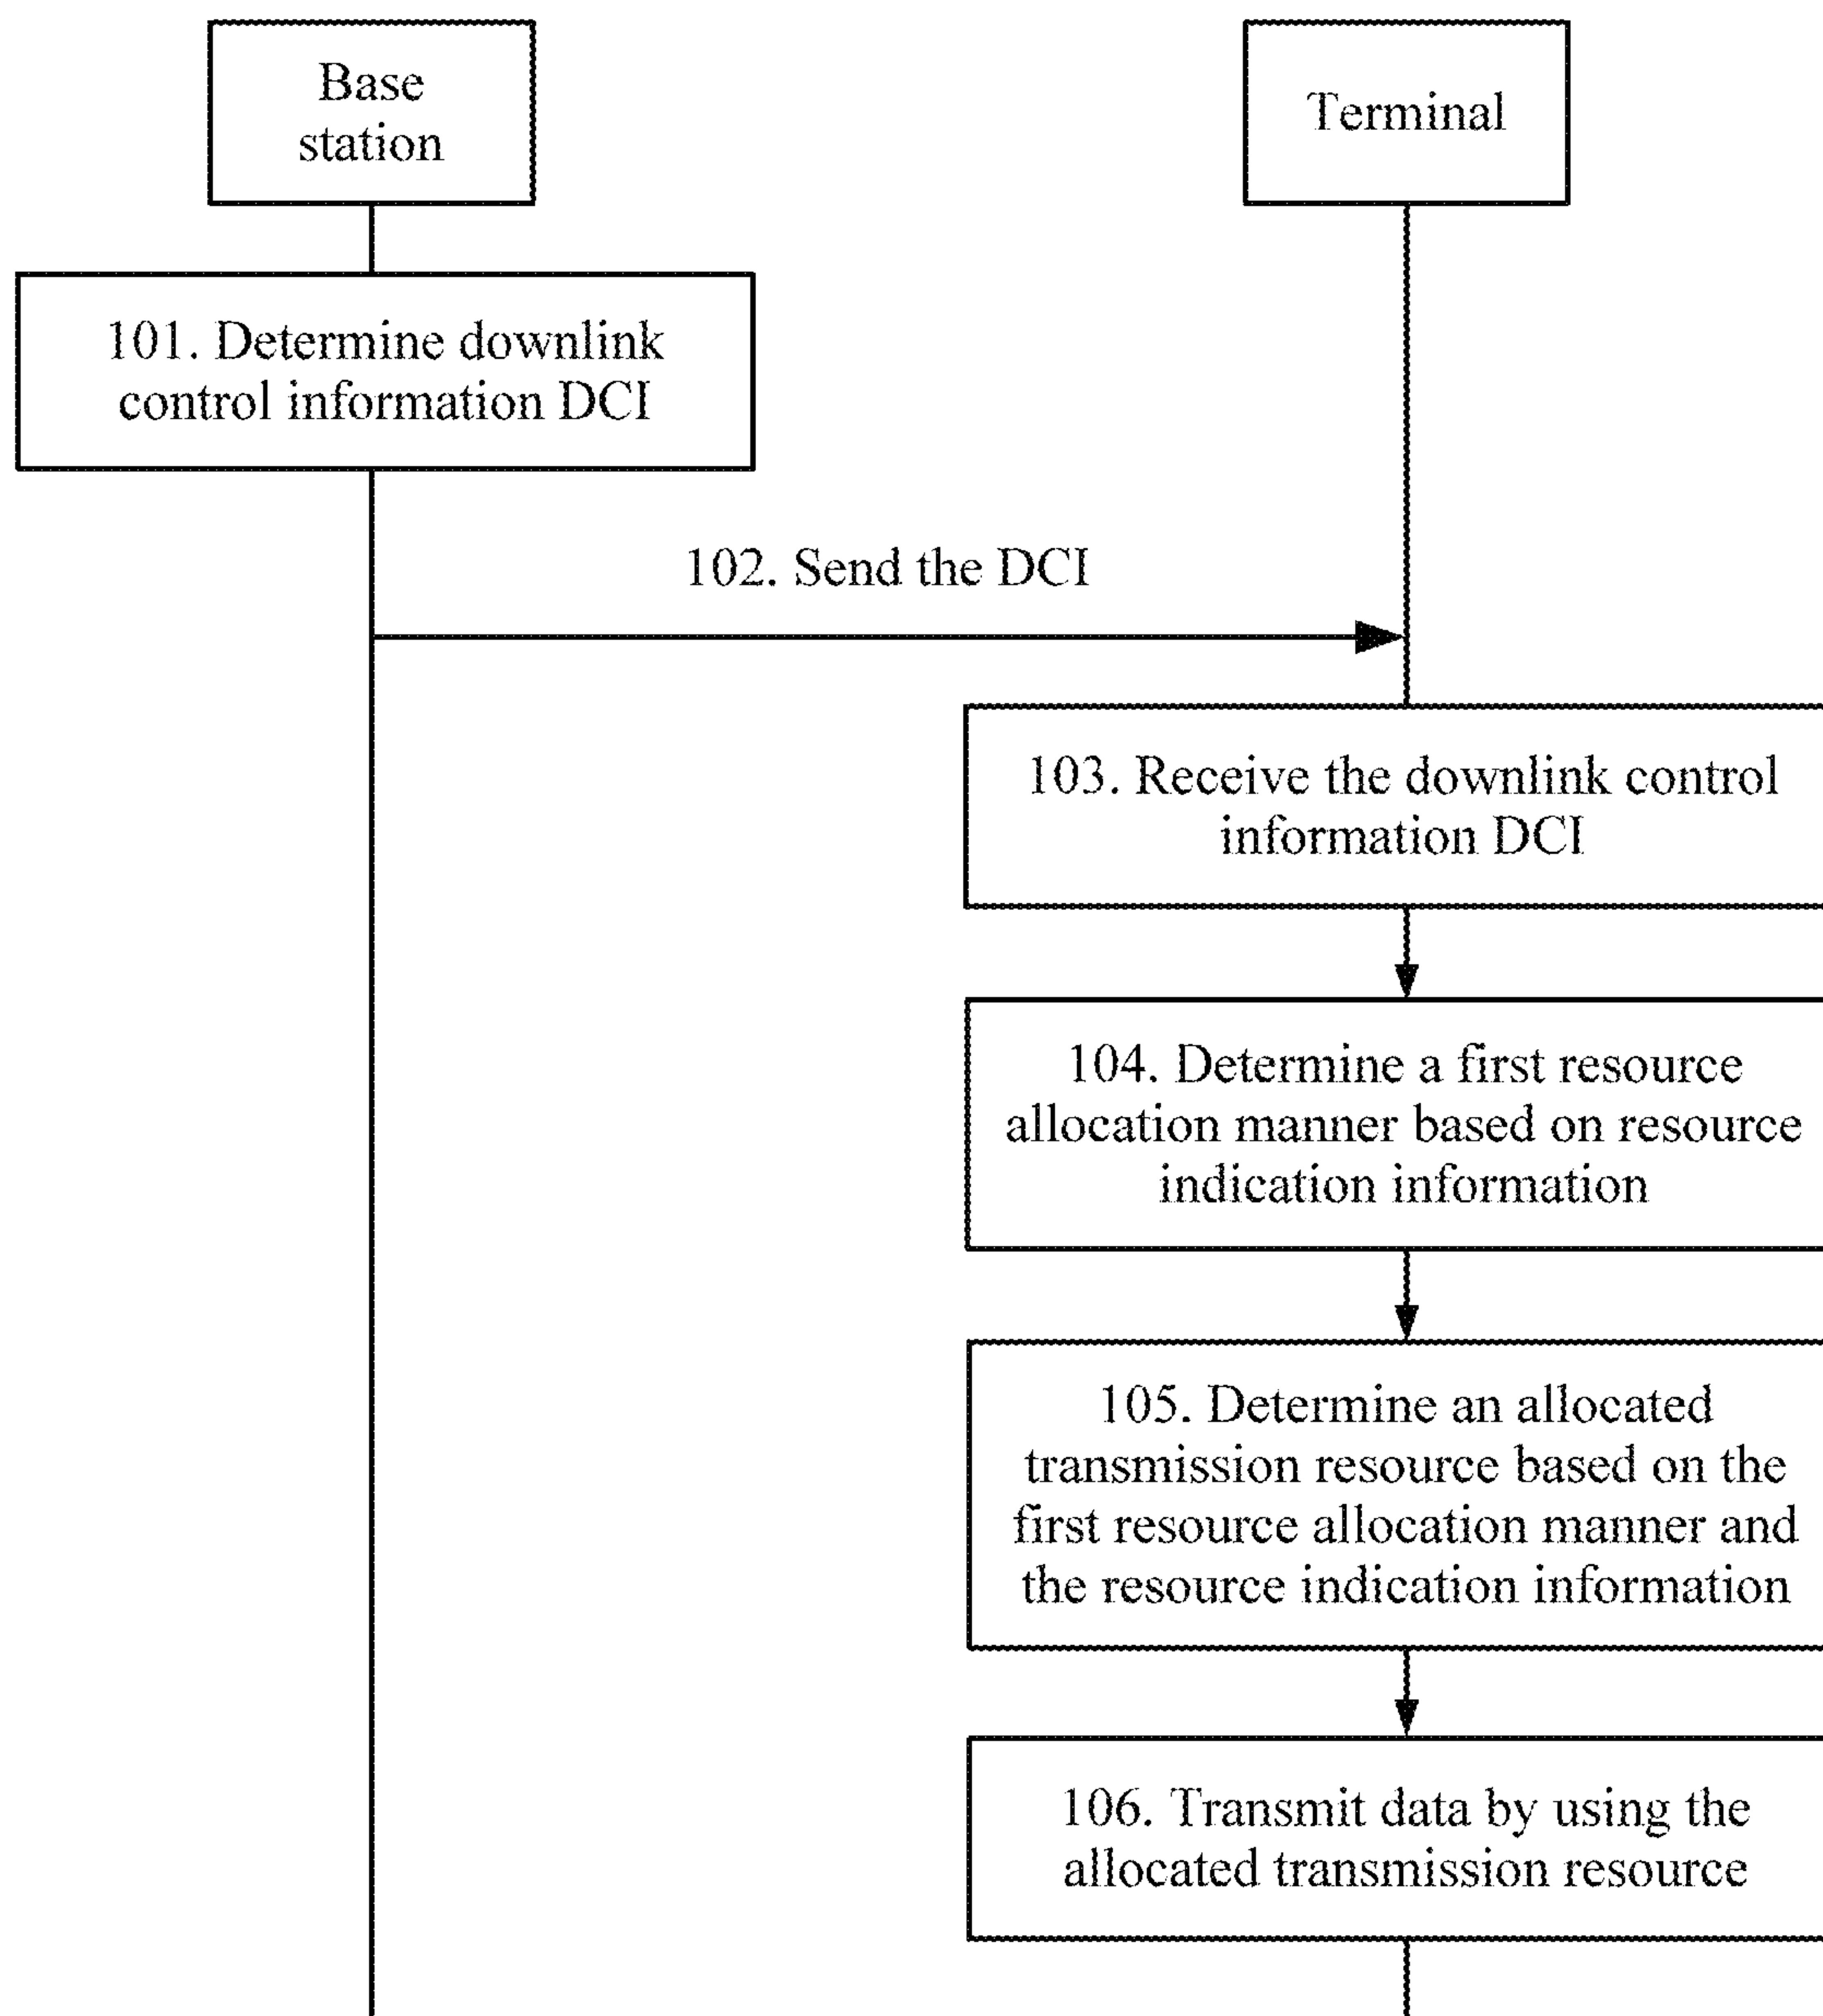 Base
station
Terminal
101. Determine downlink
control information DCI
102. Send the DCI
103. Receive the downlink control
information DCI
104. Determine a first resource
allocation manner based on resource
indication information
105. Determine an allocated
transmission resource based on the
first resource allocation manner and
the resource indication information
106. Transmit data by using the
allocated transmission resource